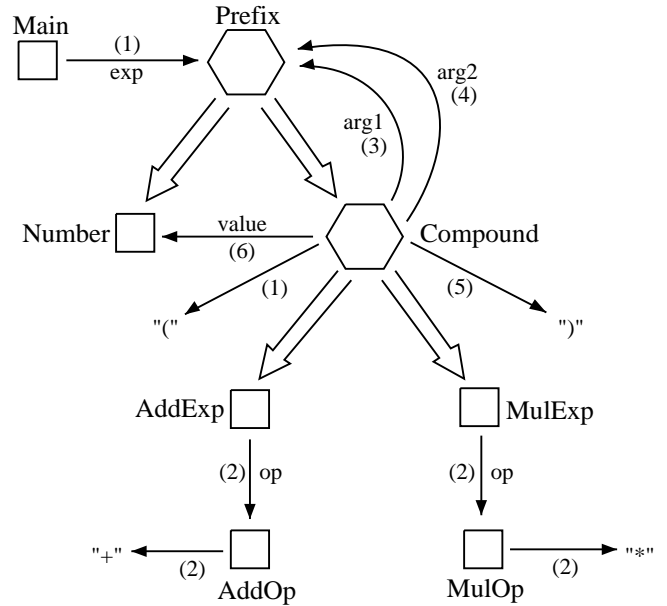 Main
Prefix
(1)
exp
arg2
(4)
arg1
(3)
Number
value
(6)
Compound
(1)
(5)
"("
")"
AddExp
MulExp
(2) op
(2) op
"+"
(2)
AddOp
MulOp
(2)
"*"